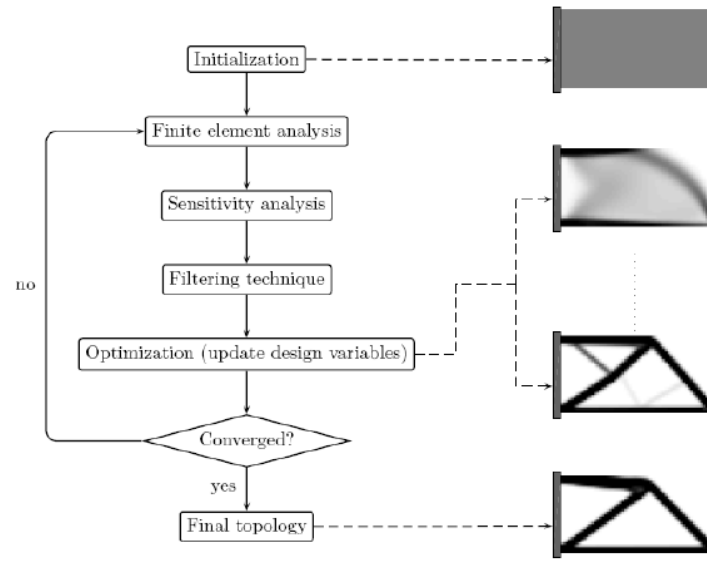 Initialization
Finite element analysis
Sensitivity analysis
Filtering technique
no
Optimization (update design variables)
Converged?
yes
Final topology